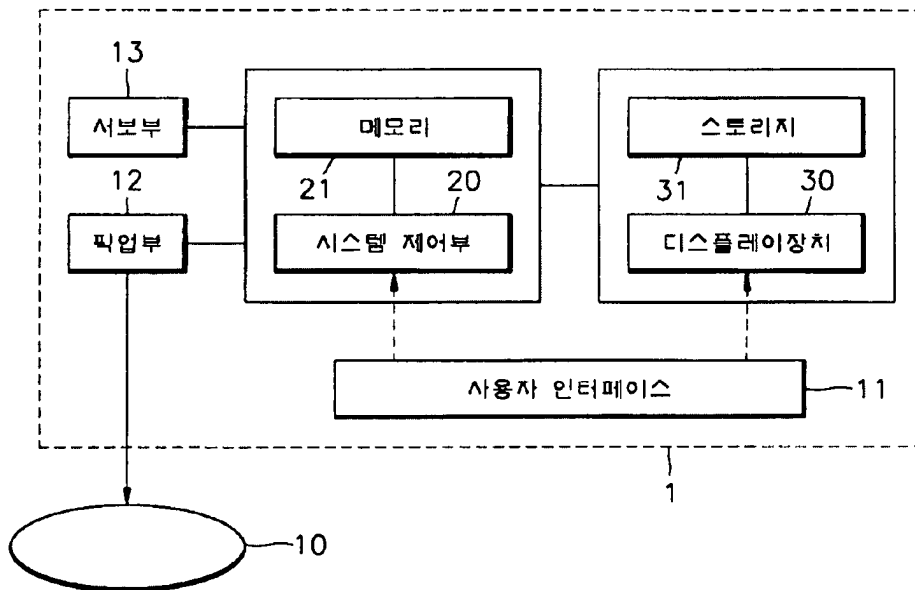 13
서보부
메모리
스토리지
21
20
31
30
12
픽업부
시스템 제어부
디스플레이장치
사용자 인터페이스
11
1
10